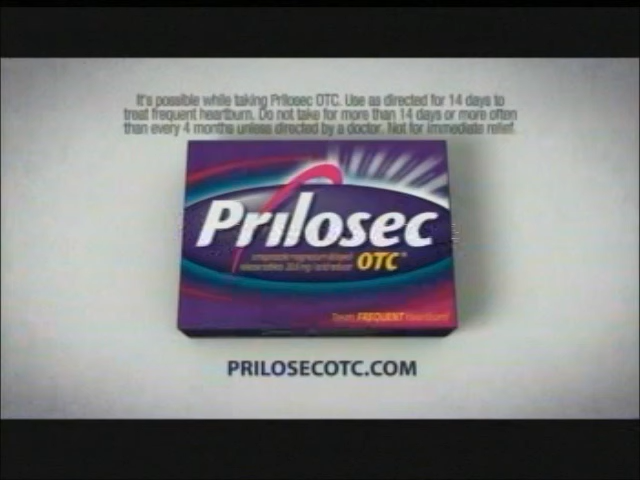 It's possible while taking Prilosec OTC. Use as directed for 14 days to
treat frequent heartburn. Do not take for more than 14 days or more often
than every 4 months unless directed by a doctor. Not for immediate relief.
Prilosec
OTC
Treats FREQUENT Heartburn!
PRILOSECOTC.COM